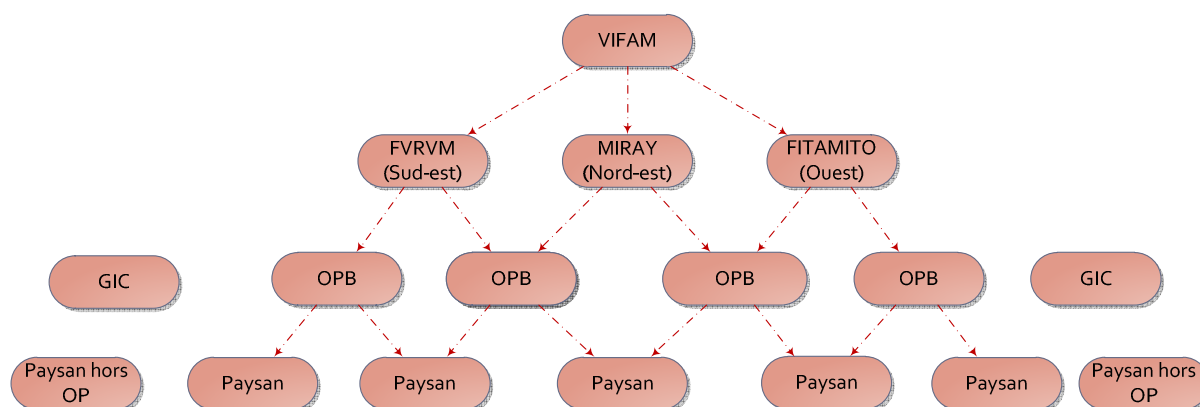 VIFAM
FVRVM
(Sud-est)
MIRAY
(Nord-est)
FITAMITO
(Ouest)
GIC
OPB
OPB
OPB
OPB
GIC
Paysan hors
OP
Paysan
Paysan
Paysan
Paysan
Paysan
Paysan hors
OP